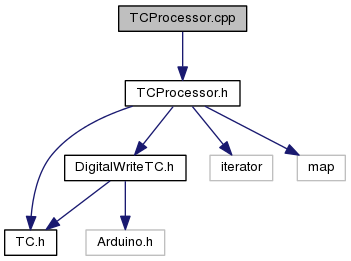 TCProcessor.cpp
TCProcessor.h
DigitalWriteTC.h
iterator
map
TC.h
Arduino.h